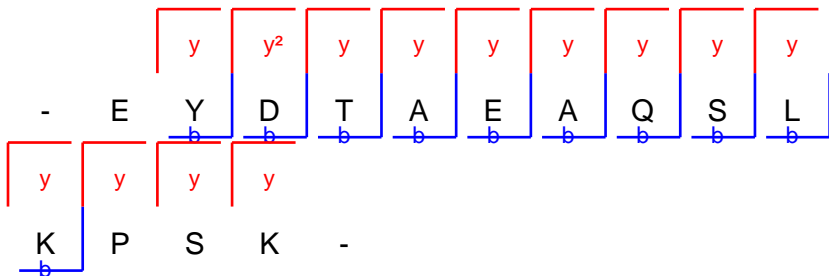 y y² y y y y y y y
- E Y D T A E A Q S L
b b b b b b b b b
y y y y
K P S K -
b